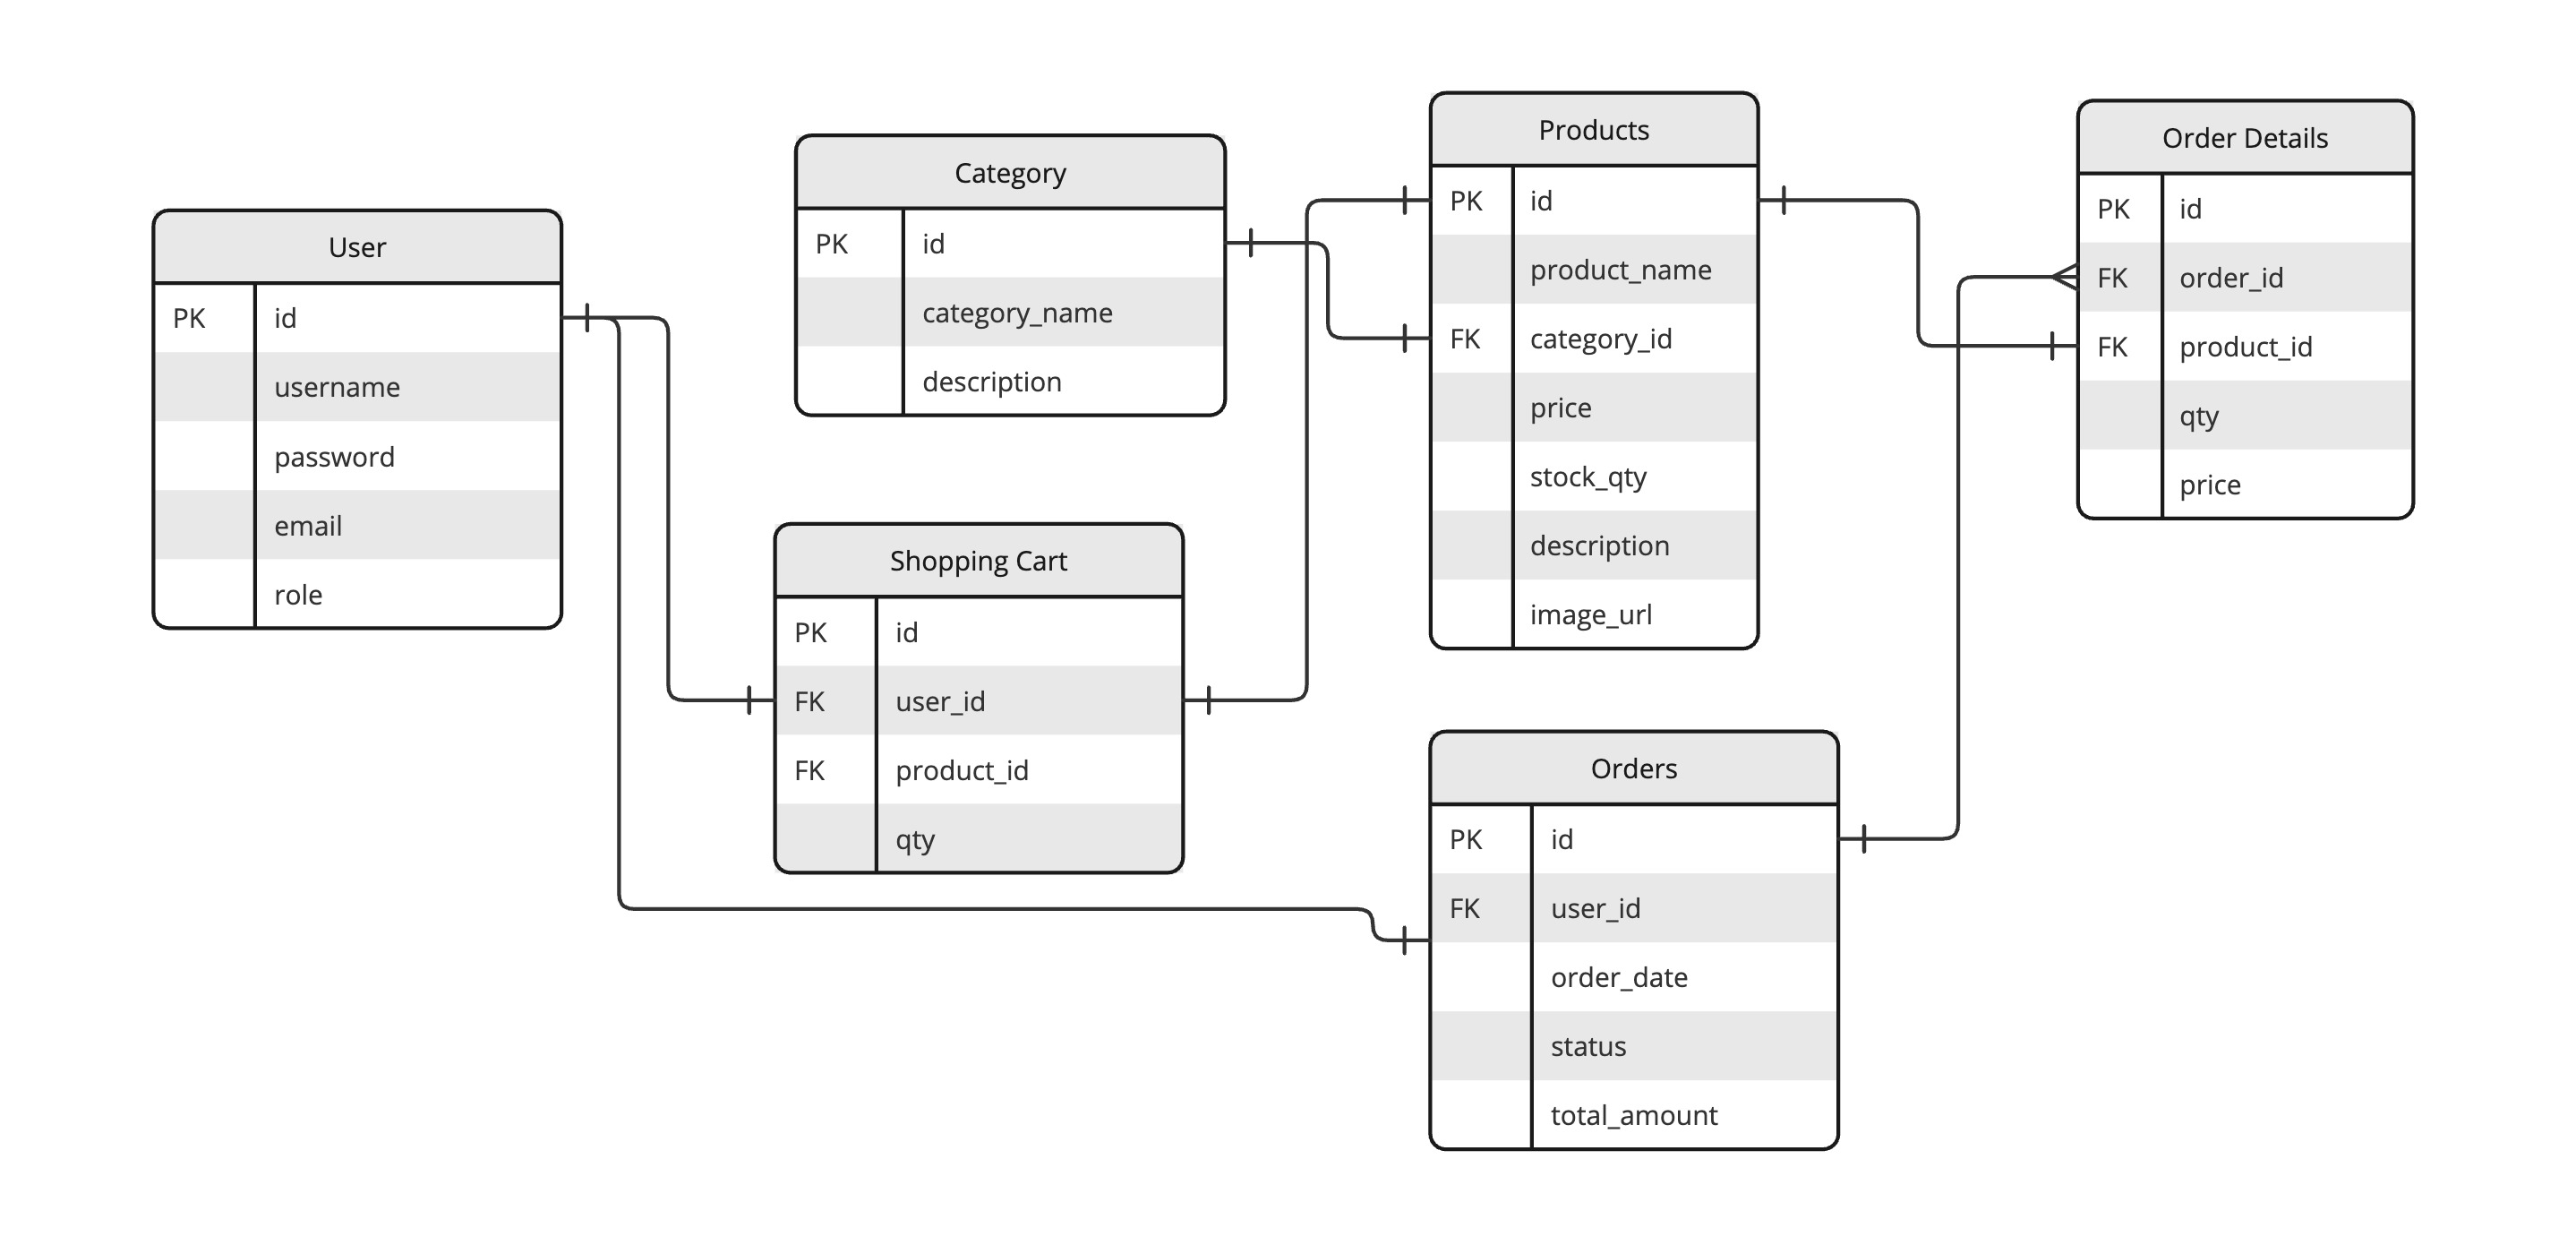 User
PK id
username
password
email
role
Category
PK id
category_name
description
Shopping Cart
PK id
FK user_id
FK product_id
qty
Products
PK id
product_name
FK category_id
price
stock_qty
description
image_url
Orders
PK id
FK user_id
order_date
status
total_amount
Order Details
PK id
FK order_id
FK product_id
qty
price